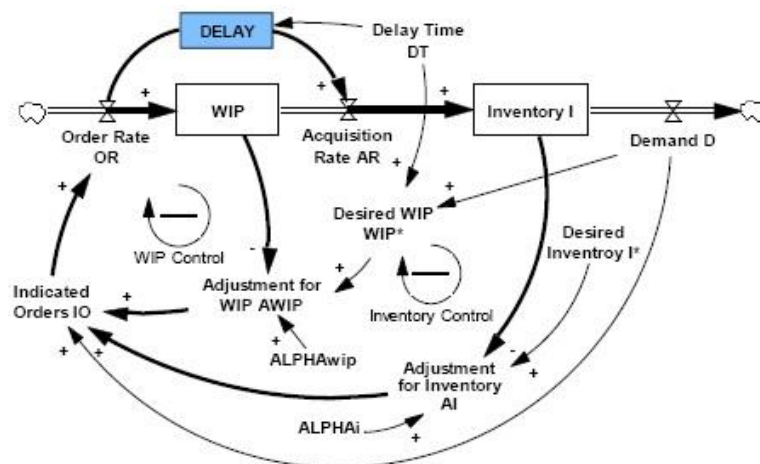 DELAY
Delay Time
DT
+
+
+
+
WIP
Inventory I
Order Rate
OR
Acquisition
Rate AR
Demand D
+
+
+
Desired WIP
WIP*
Desired
Inventroy I*
-
WIP Control
+
Inventory Control
Indicated
Orders IO
+
Adjustment for
WIP AWIP
+
ALPHAwip
+
+
-
+
Adjustment
for Inventory
AI
ALPHAi
+